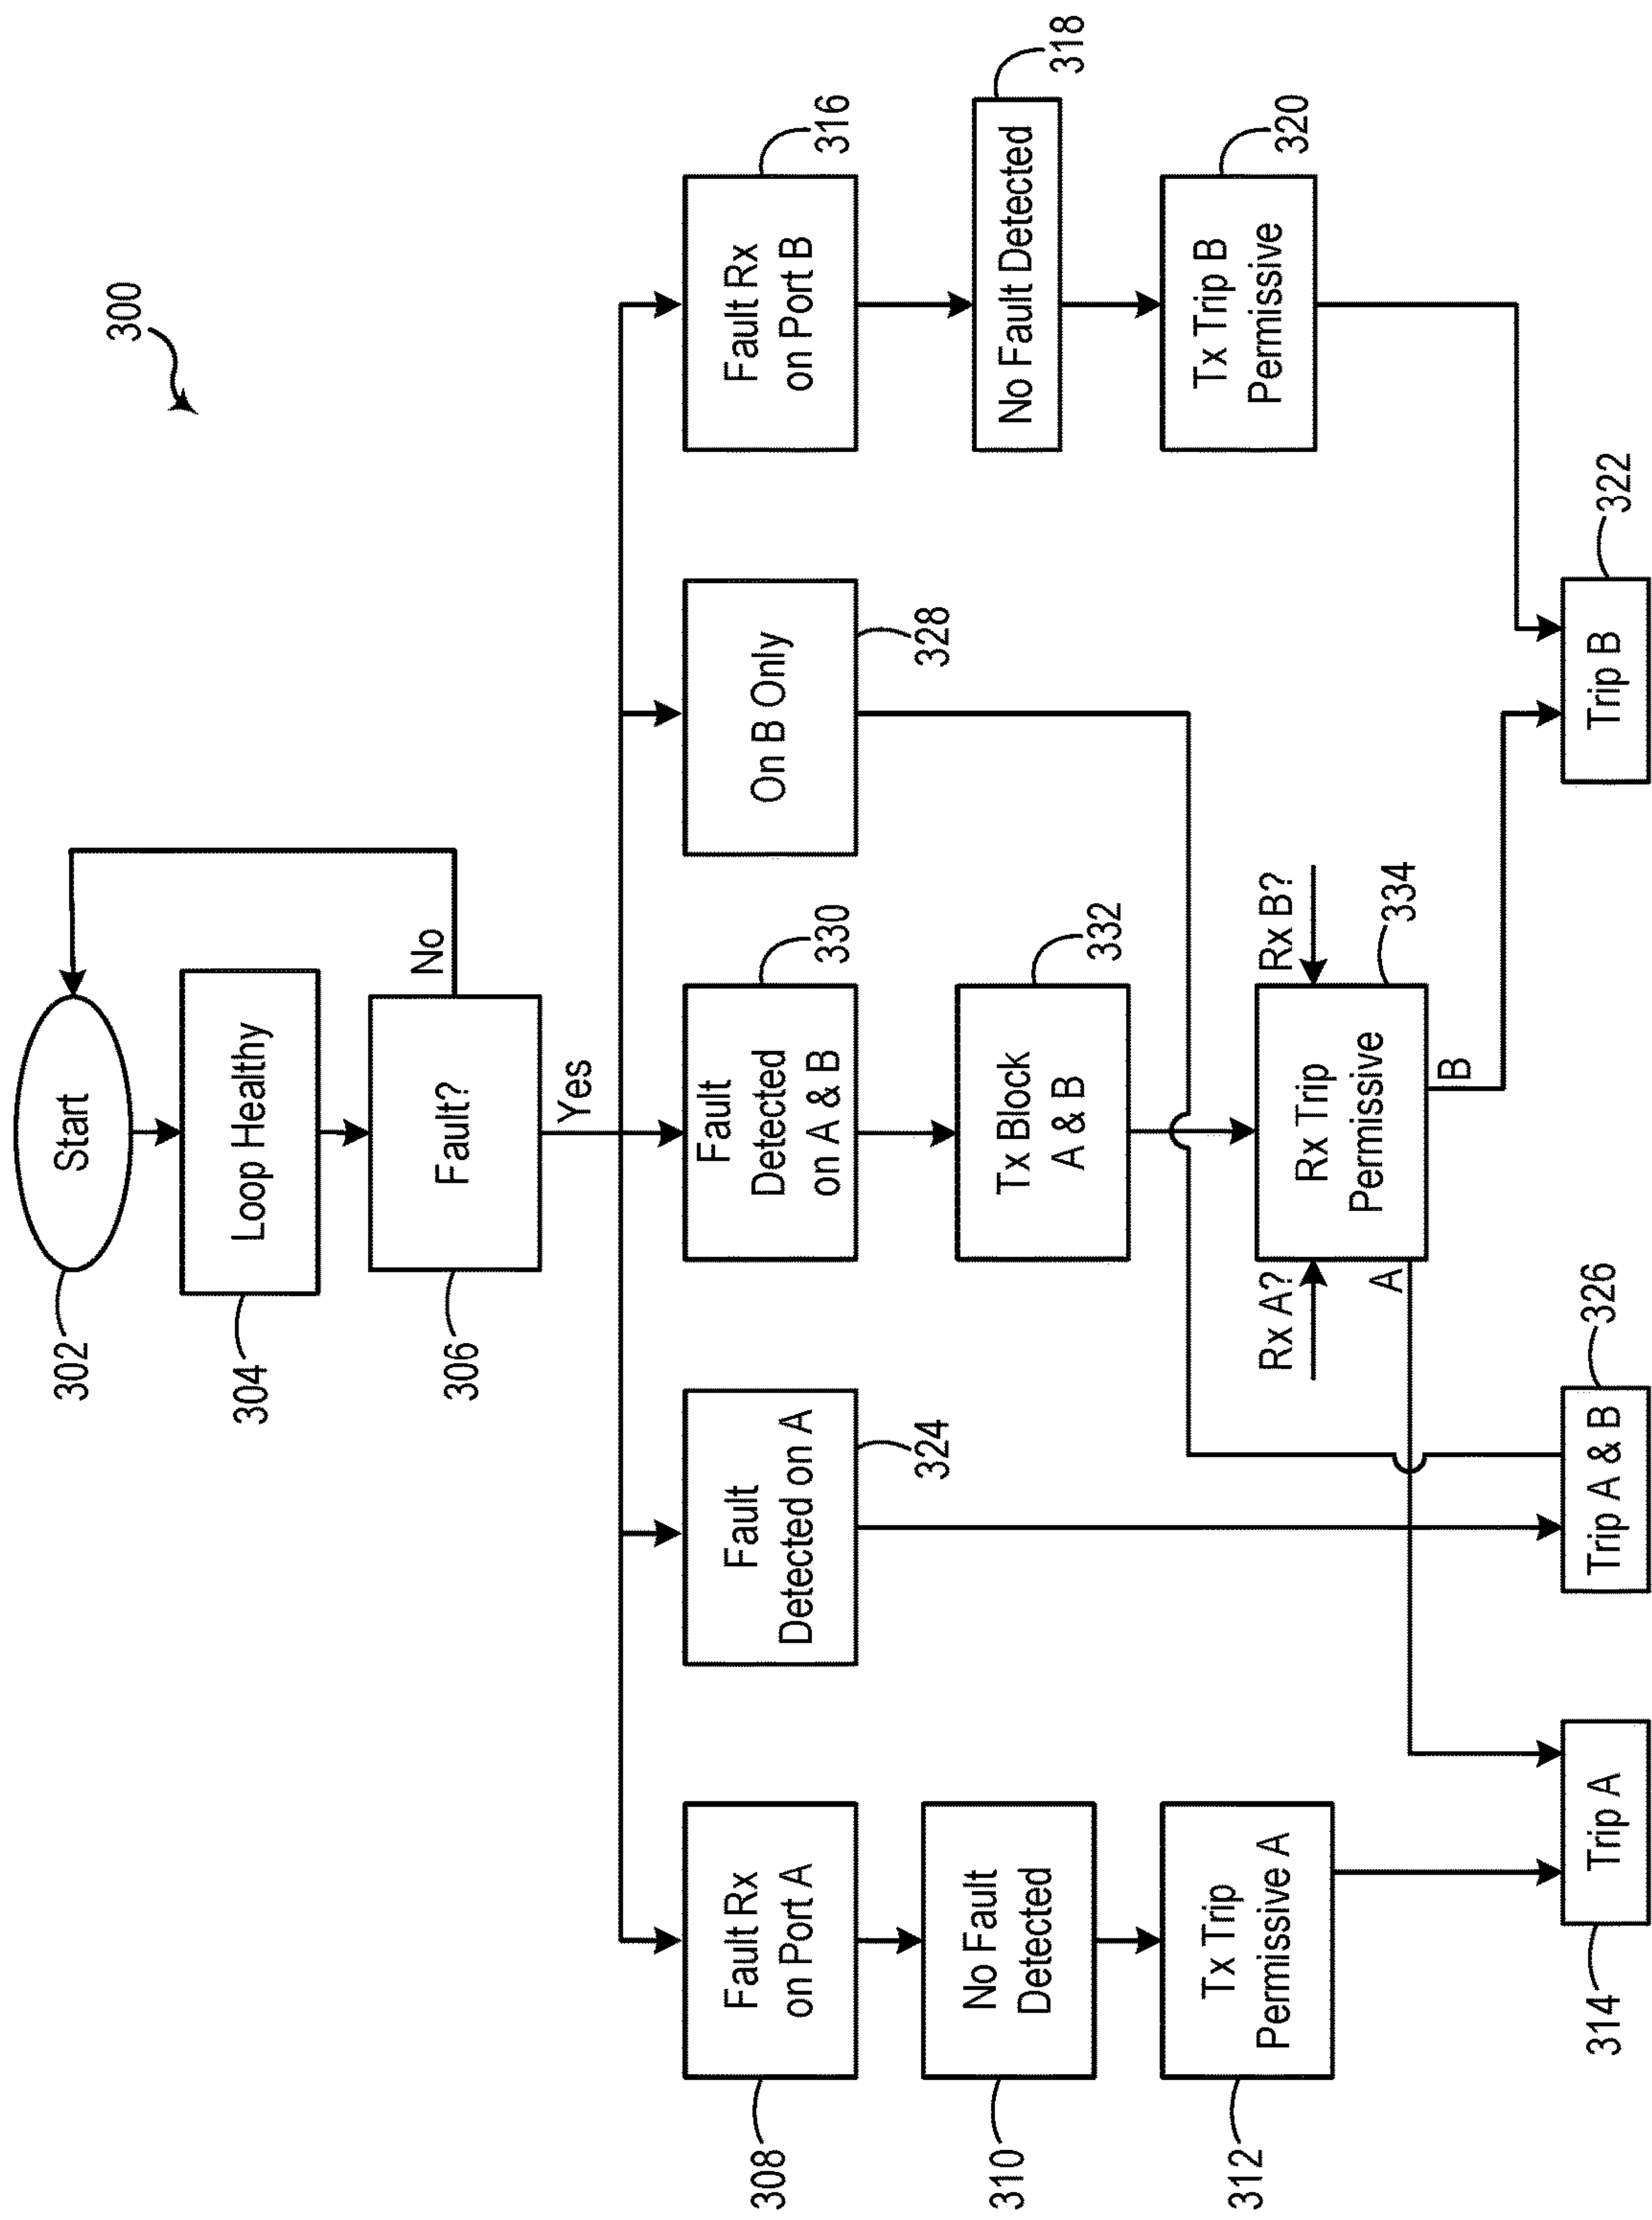 300
Start
302
Loop Healthy
304
Fault?
306
No
Yes
Fault Rx
on Port A
308
Fault
Detected on A
324
Fault
Detected
on A & B
330
On B Only
328
Fault Rx
on Port B
316
No Fault
Detected
310
Tx Block
A & B
332
No Fault Detected
318
Tx Trip
Permissive A
312
Rx A?
Rx Trip
Permissive
334
Rx B?
A
B
Tx Trip B
Permissive
320
Trip A
314
Trip A & B
326
Trip B
322